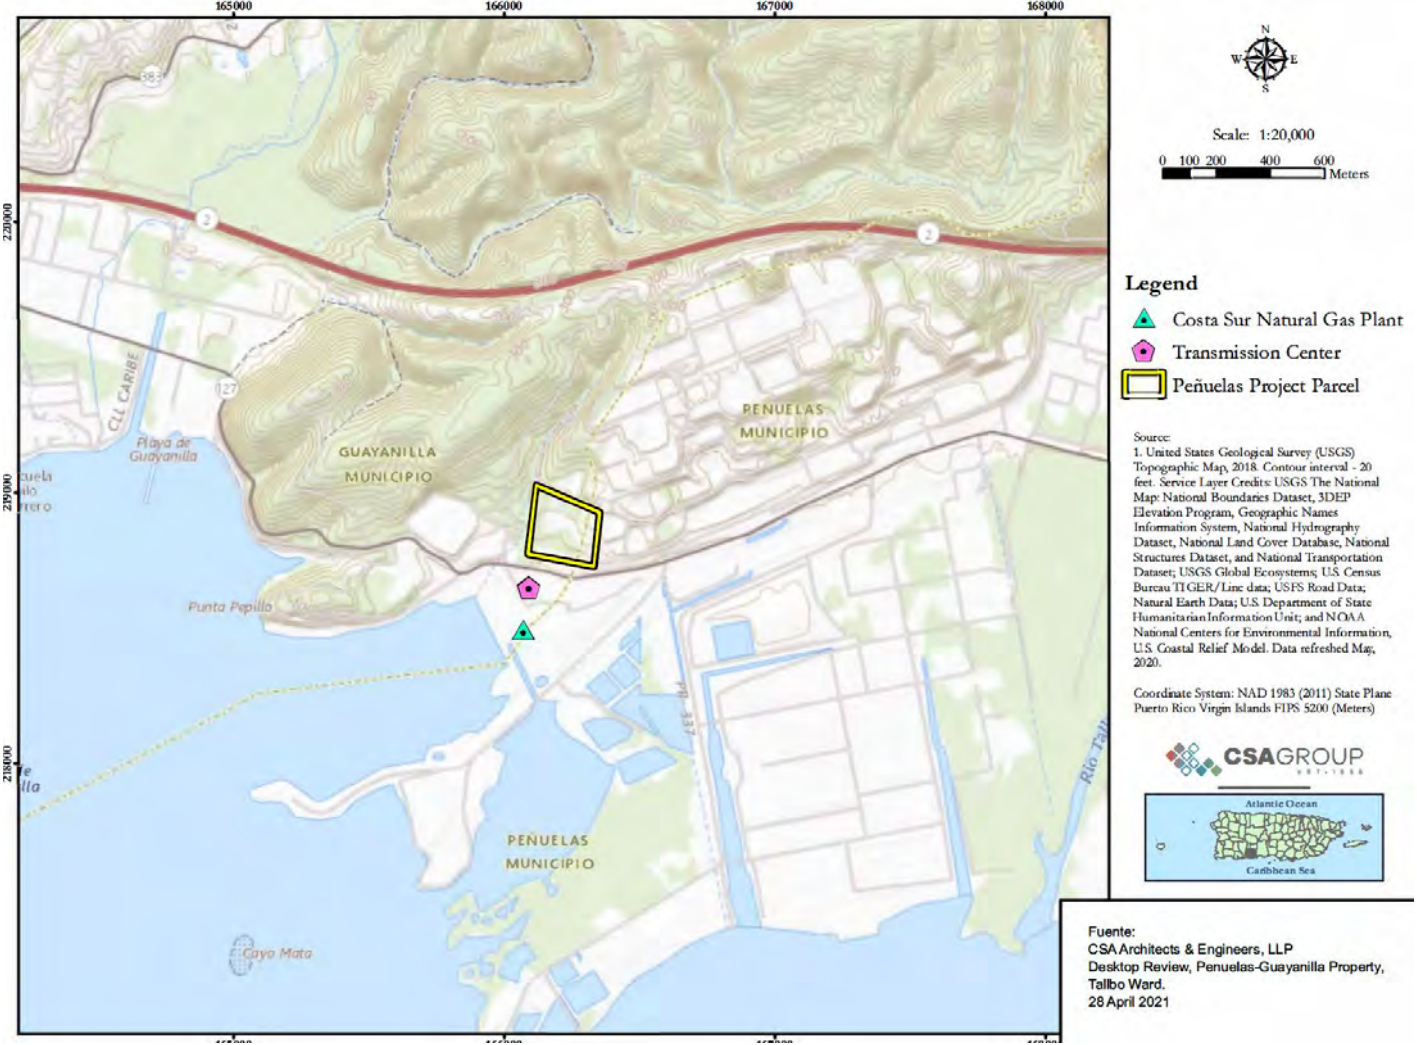 165000 166000 167000 168000
383
2
2
220000
CLL CARIBE
127
Playa de
Guayanilla
GUAYANILLA
MUNICIPIO
PENUELAS
MUNICIPIO
219000
Punta Pepillo
PR 337
218000
PEÑUELAS
MUNICIPIO
Cayo Mata
N
W E
S
Scale: 1:20,000
0 100 200 400 600
Meters
Legend
Costa Sur Natural Gas Plant
Transmission Center
Peñuelas Project Parcel
Source:
1. United States Geological Survey (USGS)
Topographic Map, 2018. Contour interval - 20
feet. Service Layer Credits: USGS The National
Map: National Boundaries Dataset, 3DEP
Elevation Program, Geographic Names
Information System, National Hydrography
Dataset, National Land Cover Database, National
Structures Dataset, and National Transportation
Dataset; USGS Global Ecosystems; U.S. Census
Bureau TIGER/Line data; USFS Road Data;
Natural Earth Data; U.S. Department of State
Humanitarian Information Unit; and NOAA
National Centers for Environmental Information,
U.S. Coastal Relief Model. Data refreshed May,
2020.
Coordinate System: NAD 1983 (2011) State Plane
Puerto Rico Virgin Islands FIPS 5200 (Meters)
CSAGROUP
EST.1956
Atlantic Ocean
Caribbean Sea
Fuente:
CSA Architects & Engineers, LLP
Desktop Review, Penuelas-Guayanilla Property,
Tallbo Ward.
28 April 2021